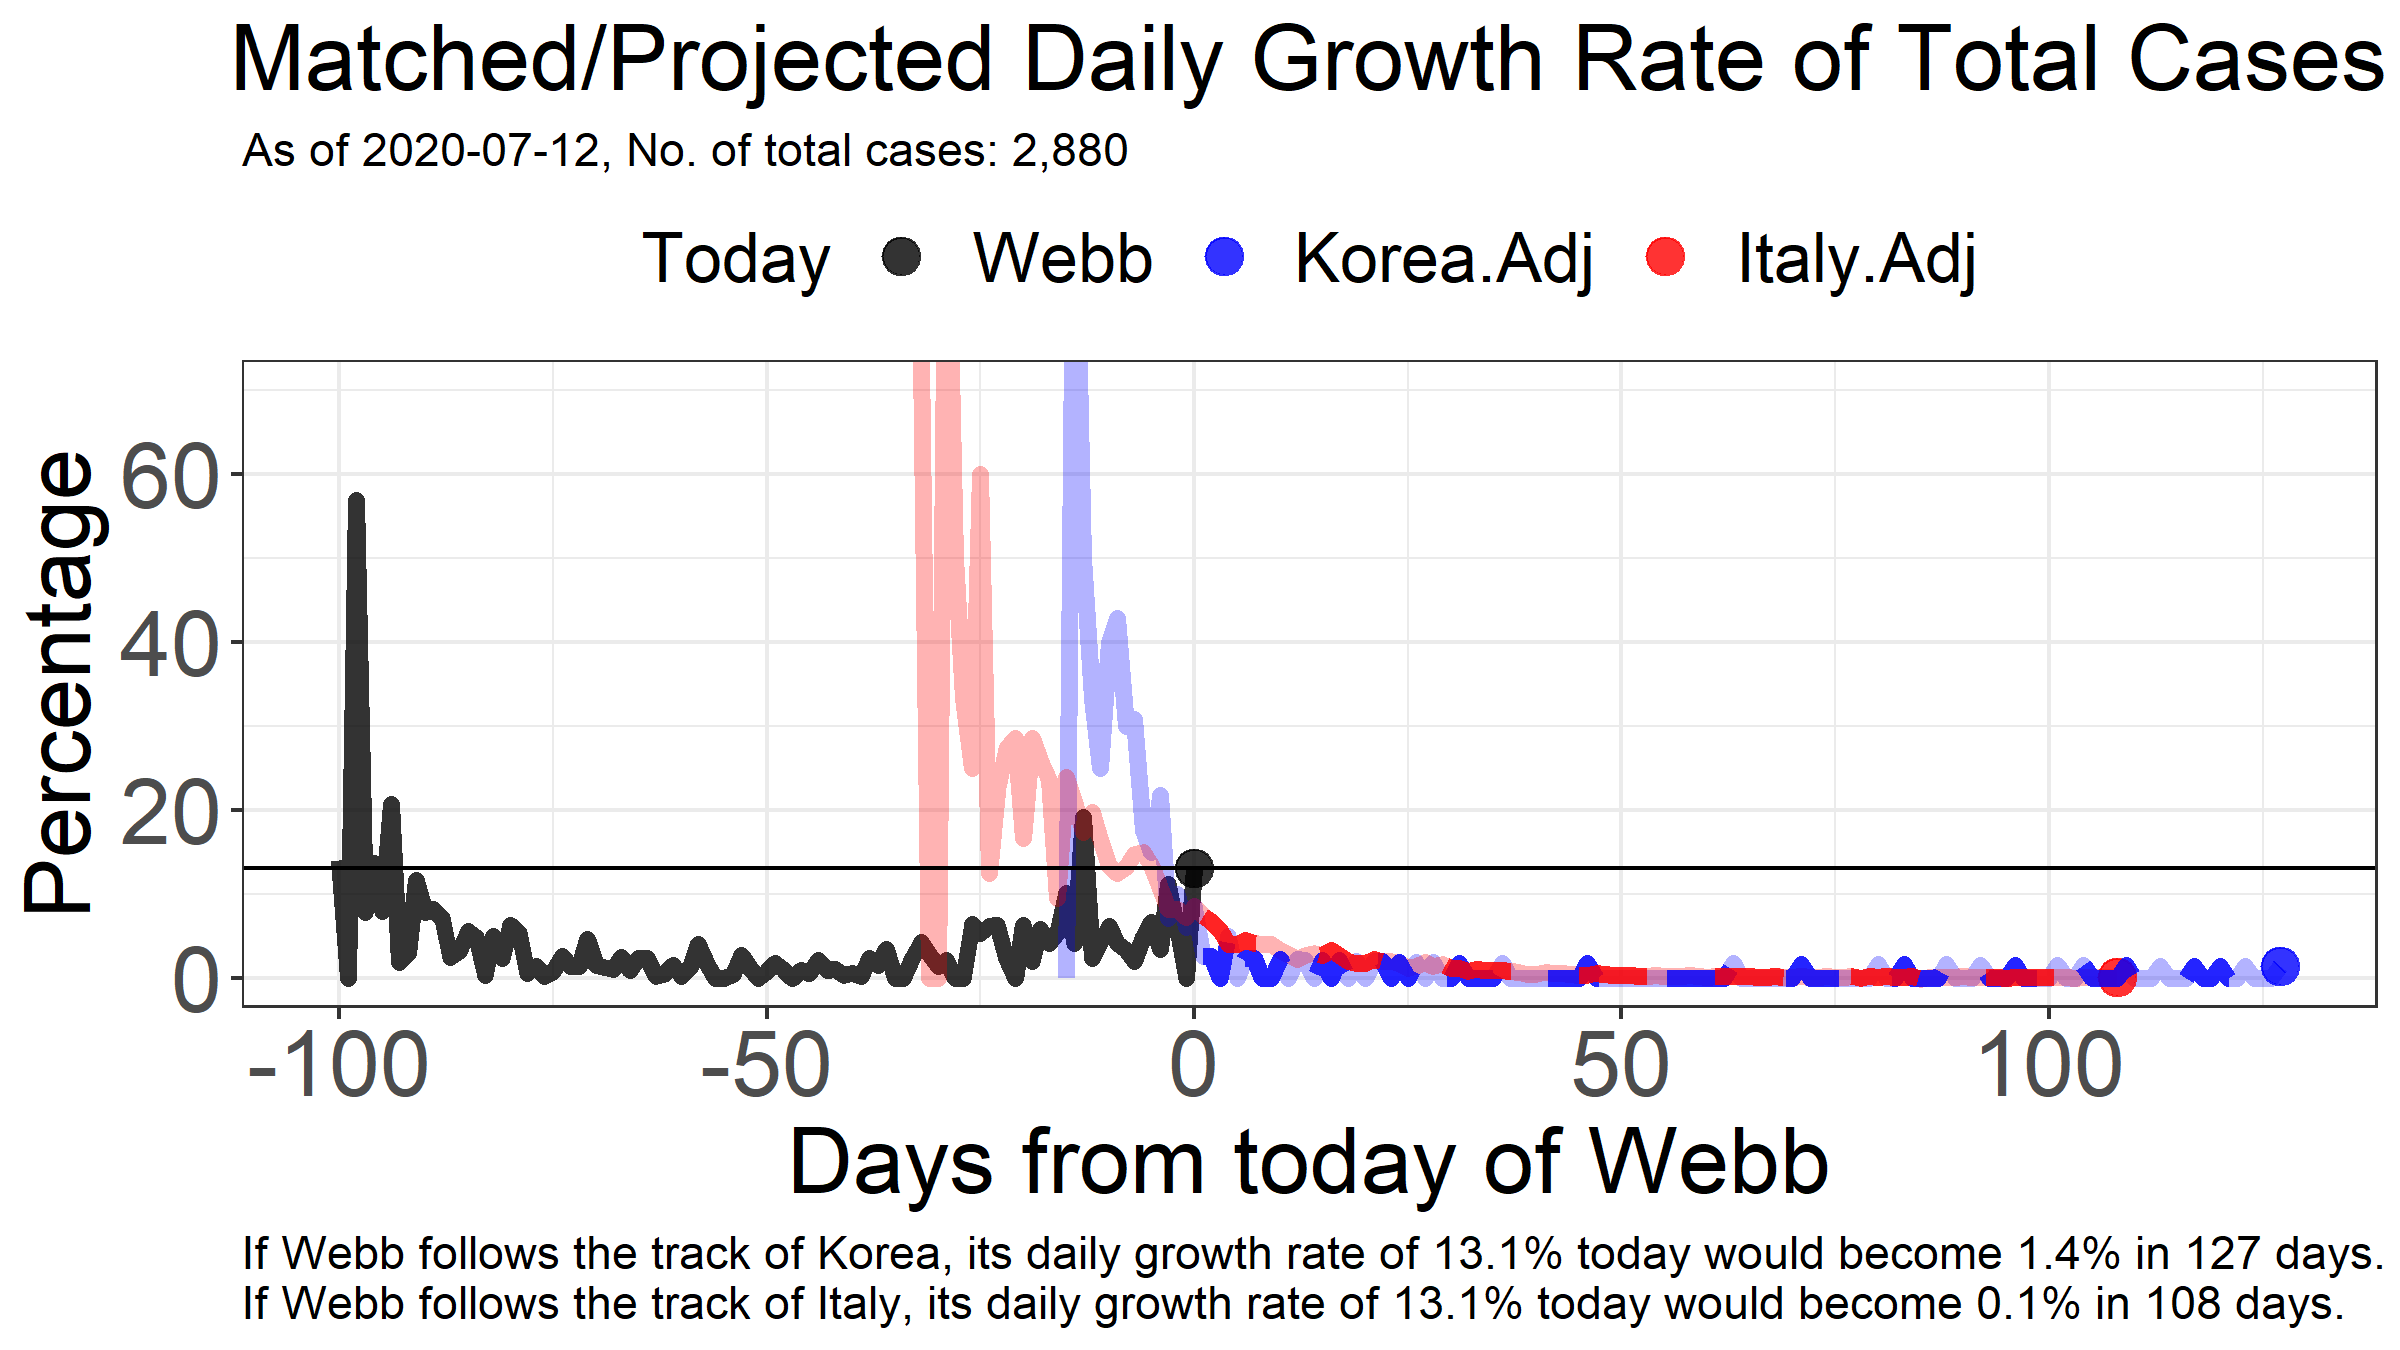 Matched/Projected Daily Growth Rate of Total Cases
As of 2020-07-12, No. of total cases: 2,880
Today Webb Korea.Adj Italy.Adj
Percentage
60
40
20
0
-100 -50 0 50 100
Days from today of Webb
If Webb follows the track of Korea, its daily growth rate of 13.1% today would become 1.4% in 127 days.
If Webb follows the track of Italy, its daily growth rate of 13.1% today would become 0.1% in 108 days.